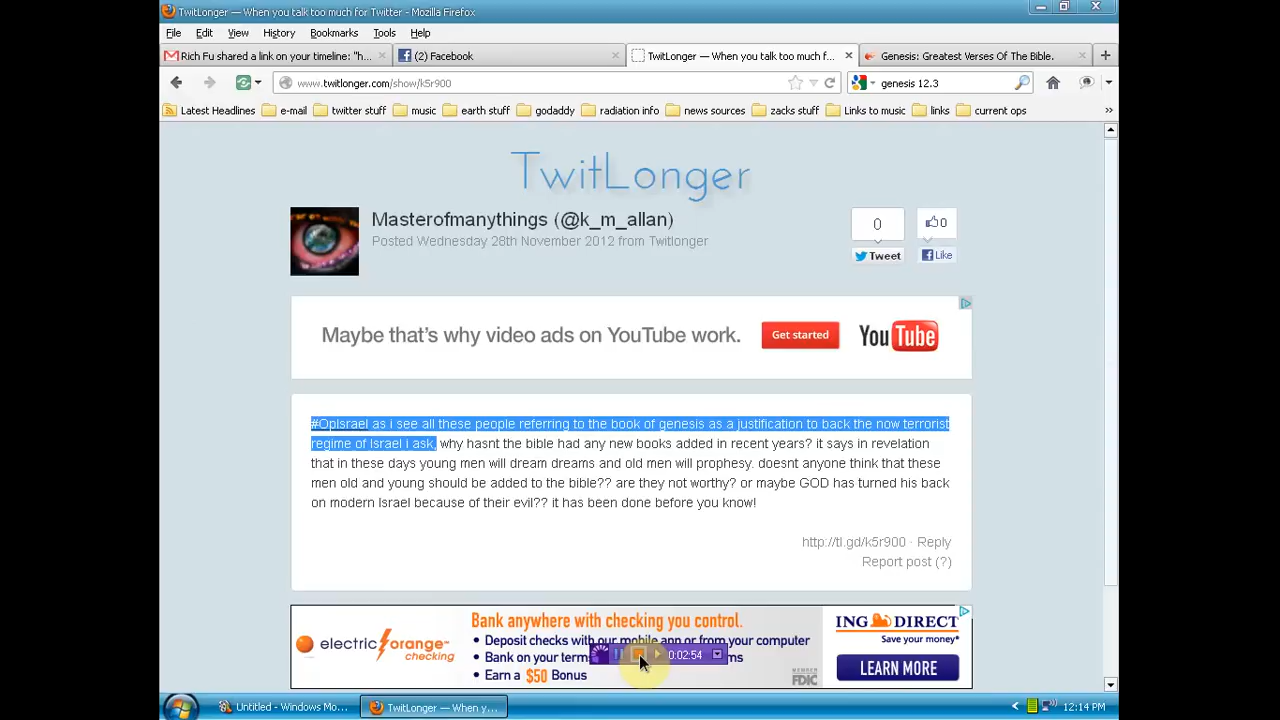 TwitLonger — When you talk too much for Twitter - Mozilla Firefox
File Edit View History Bookmarks Tools Help
Rich Fu shared a link on your timeline: "h... (2) Facebook TwitLonger — When you talk too much f... Genesis: Greatest Verses Of The Bible.
www.twitlonger.com/show/k5r900 genesis 12.3
Latest Headlines e-mail twitter stuff music earth stuff godaddy radiation info news sources zacks stuff Links to music links current ops »
TwitLonger
Masterofmanythings (@k_m_allan)
Posted Wednesday 28th November 2012 from Twitlonger
0 0
Tweet Like
Maybe that's why video ads on YouTube work. Get started YouTube
#OpIsrael as i see all these people referring to the book of genesis as a justification to back the now terrorist
regime of Israel i ask, why hasnt the bible had any new books added in recent years? it says in revelation
that in these days young men will dream dreams and old men will prophesy. doesnt anyone think that these
men old and young should be added to the bible?? are they not worthy? or maybe GOD has turned his back
on modern Israel because of their evil?? it has been done before you know!
http://tl.gd/k5r900 · Reply
Report post (?)
electric orange
checking
Bank anywhere with checking you control.
• Deposit checks with our mobile app or from your computer
• Bank on your terms
• Earn a $50 Bonus
0:02:54
MEMBER
FDIC
ING DIRECT
Save your money®
LEARN MORE
Untitled - Windows Mo... TwitLonger — When y... 12:14 PM